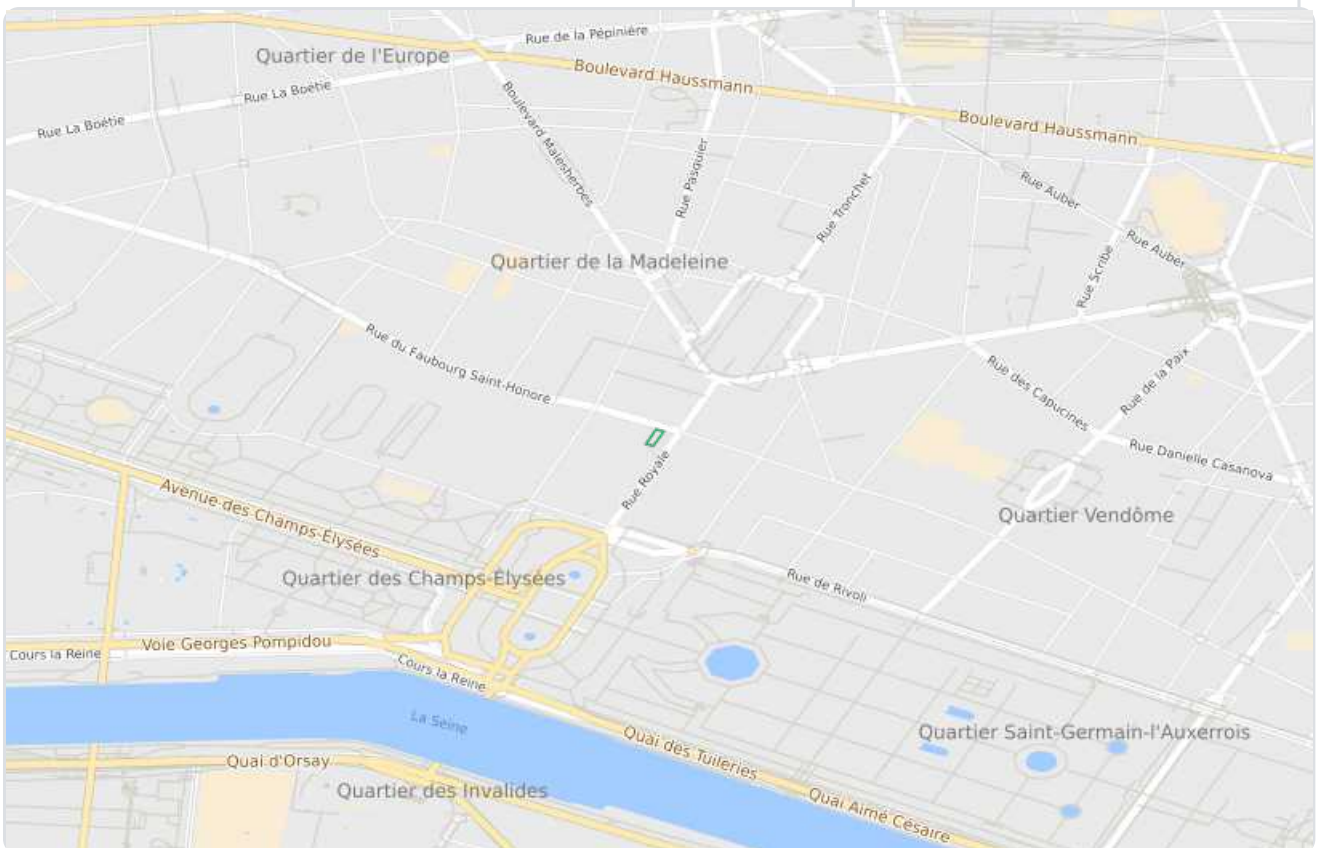 Rue de la Pépinière
Quartier de l'Europe
Boulevard Haussmann
Rue La Boétie
Rue La Boétie
Boulevard Malesherbes
Boulevard Haussmann
Rue Pasquier
Rue Tronchet
Rue Auber
Rue Auber
Quartier de la Madeleine
Rue Scribe
Rue du Faubourg Saint-Honoré
Rue des Capucines
Rue de la Paix
Rue Danielle Casanova
Rue Royale
Avenue des Champs-Élysées
Quartier Vendôme
Quartier des Champs-Élysées
Rue de Rivoli
Voie Georges Pompidou
Cours la Reine
Cours la Reine
La Seine
Quai des Tuileries
Quartier Saint-Germain-l'Auxerrois
Quai d'Orsay
Quartier des Invalides
Quai Aimé Césaire